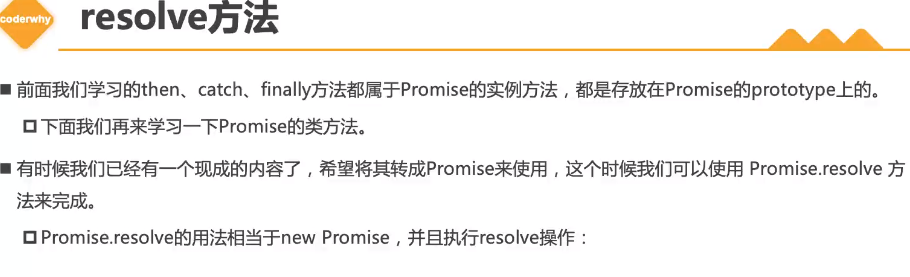 coderwhy
resolve方法
前面我们学习的then、catch、finally方法都属于Promise的实例方法，都是存放在Promise的prototype上的。
下面我们再来学习一下Promise的类方法。
有时候我们已经有一个现成的内容了，希望将其转成Promise来使用，这个时候我们可以使用 Promise.resolve 方
法来完成。
Promise.resolve的用法相当于new Promise，并且执行resolve操作：